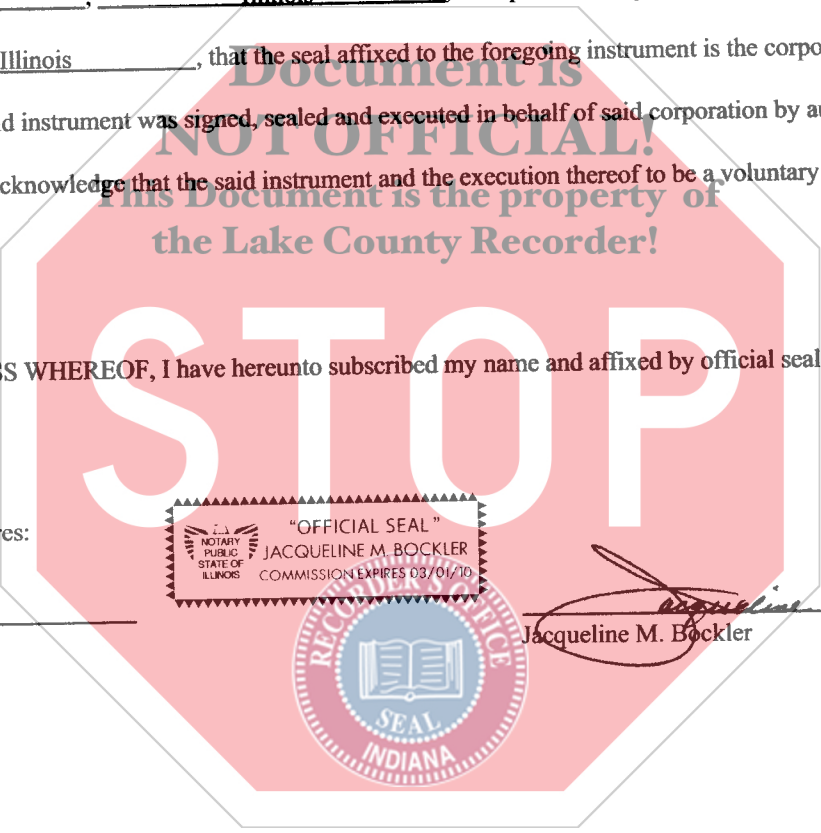 Illinois
Illinois, that the seal affixed to the foregoing instrument is the corpo
Document is
d instrument was signed, sealed and executed in behalf of said corporation by au
NOT OFFICIAL!
cknowledge that the said instrument and the execution thereof to be a voluntary
This Document is the property of
the Lake County Recorder!
STOP
SS WHEREOF, I have hereunto subscribed my name and affixed by official seal
res:
"OFFICIAL SEAL"
NOTARY
PUBLIC
STATE OF
ILLINOIS
JACQUELINE M. BOCKLER
COMMISSION EXPIRES 03/01/10
Jacqueline
Jacqueline M. Bockler
RECORDER'S OFFICE
SEAL
INDIANA